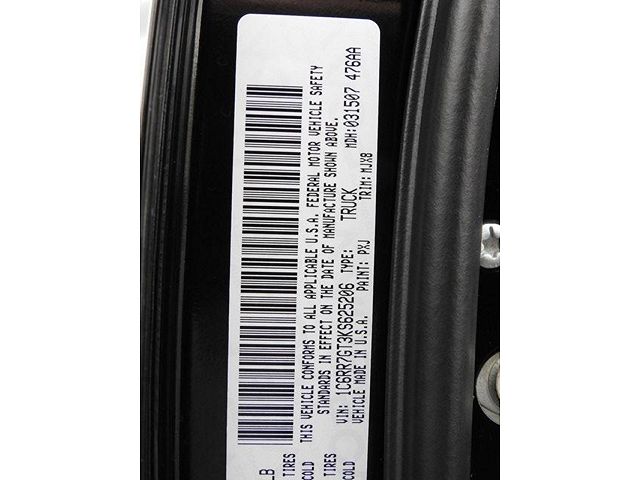 LB
TIRES
COLD
TIRES
COLD
THIS VEHICLE CONFORMS TO ALL APPLICABLE U.S.A. FEDERAL MOTOR VEHICLE SAFETY
STANDARDS IN EFFECT ON THE DATE OF MANUFACTURE SHOWN ABOVE.
VIN: 1C6RR7GT3KS625206 TYPE: TRUCK MDH:031507 476AA
VEHICLE MADE IN U.S.A. PAINT: PXJ TRIM: MJX8